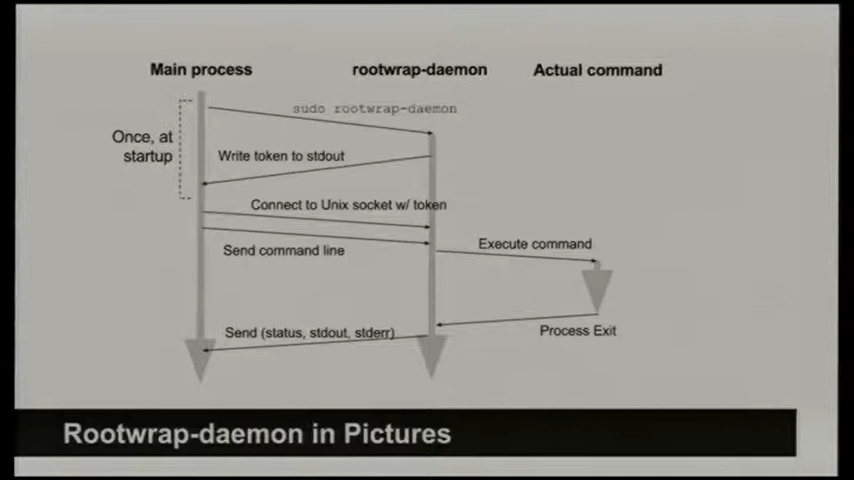 Main process
rootwrap-daemon
Actual command
sudo rootwrap-daemon
Once, at
startup
Write token to stdout
Connect to Unix socket w/ token
Send command line
Execute command
Process Exit
Send (status, stdout, stderr)
Rootwrap-daemon in Pictures